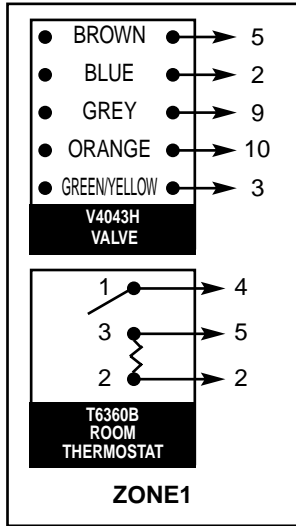 BROWN 5
BLUE 2
GREY 9
ORANGE 10
GREEN/YELLOW 3
V4043H
VALVE
1 4
3 5
2 2
T6360B
ROOM
THERMOSTAT
ZONE1